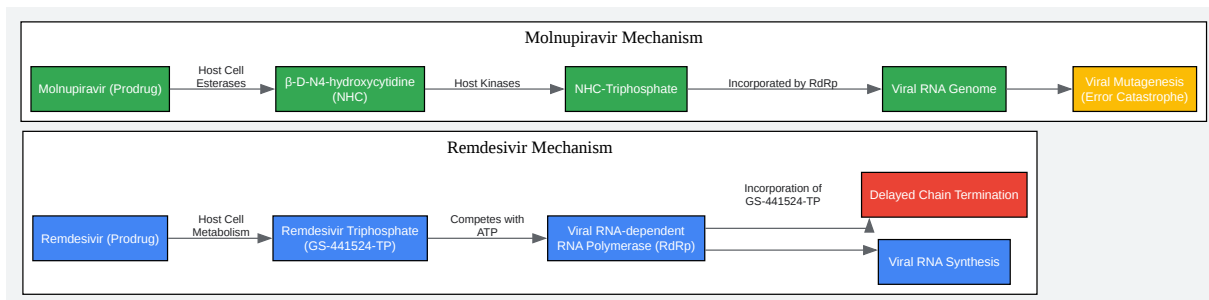 Molnupiravir Mechanism
Host Cell
Esterases
Host Kinases
Incorporated by RdRp
Molnupiravir (Prodrug)
β-D-N4-hydroxycytidine
(NHC)
NHC-Triphosphate
Viral RNA Genome
Viral Mutagenesis
(Error Catastrophe)
Remdesivir Mechanism
Incorporation of
GS-441524-TP
Delayed Chain Termination
Host Cell
Metabolism
Competes with
ATP
Remdesivir (Prodrug)
Remdesivir Triphosphate
(GS-441524-TP)
Viral RNA-dependent
RNA Polymerase (RdRp)
Viral RNA Synthesis